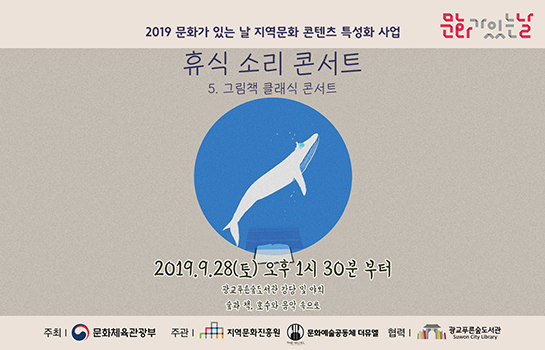 2019 문화가 있는 날 지역문화 콘텐츠 특성화 사업
문화가있는날
휴식 소리 콘서트
5. 그림책 클래식 콘서트
2019.9.28(토) 오후 1시 30분 부터
광교푸른숲도서관 강당 및 야외
숲과 책, 호수와 음악 속으로
주최 | 문화체육관광부 주관 | 지역문화진흥원 문화예술공동체 더뮤엘 협력 | 광교푸른숲도서관
Suwon City Library